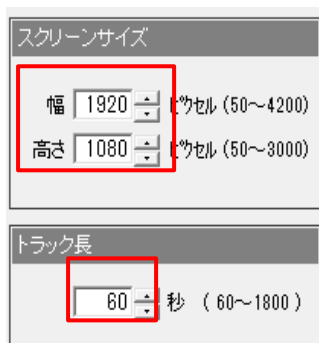 スクリーンサイズ
幅 1920 ピクセル (50～4200)
高さ 1080 ピクセル (50～3000)
トラック長
60 秒 ( 60～1800 )